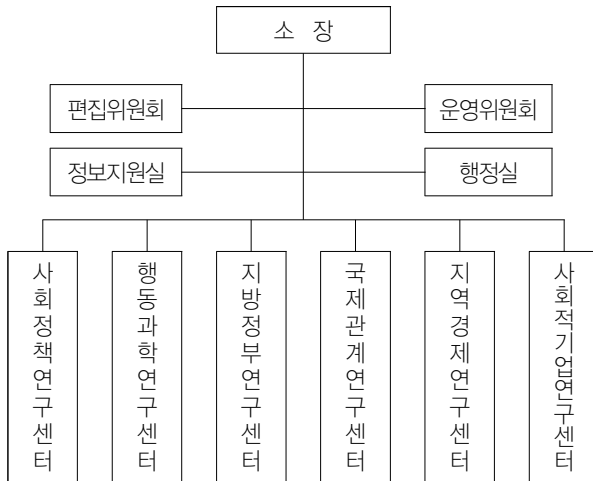 소 장
편집위원회
운영위원회
정보지원실
행정실
사회정책연구센터
행동과학연구센터
지방정부연구센터
국제관계연구센터
지역경제연구센터
사회적기업연구센터